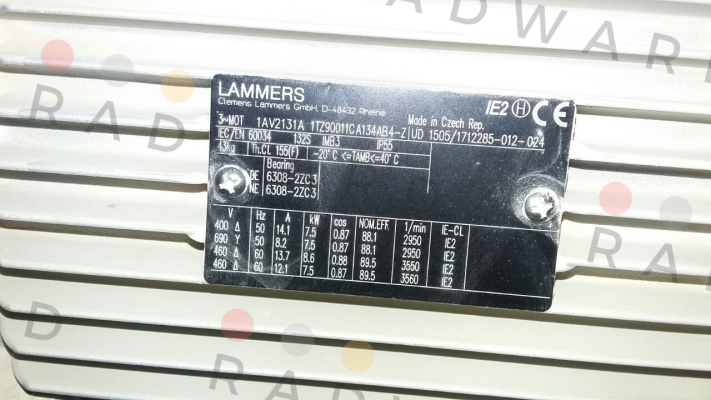 RADWARE
LAMMERS
Clemens Lammers GmbH, D-48432 Rheine
IE2 H CE
3~MOT 1AV2131A 1TZ90011CA134AB4-Z UD 1505/1712285-012-024
Made in Czech Rep.
IEC/EN 60034 132S IMB3 IP55
43kg Th.CL 155(F) -20°C <=TAMB<=40°C
Bearing
DE 6308-2ZC3
NE 6308-2ZC3
V Hz A kW cos NOM.EFF 1/min IE-CL
400 Δ 50 14.1 7.5 0.87 88.1 2950 IE2
690 Y 50 8.2 7.5 0.87 88.1 2950 IE2
460 Δ 60 13.7 8.6 0.88 89.5 3550 IE2
460 Δ 60 12.1 7.5 0.87 89.5 3560 IE2